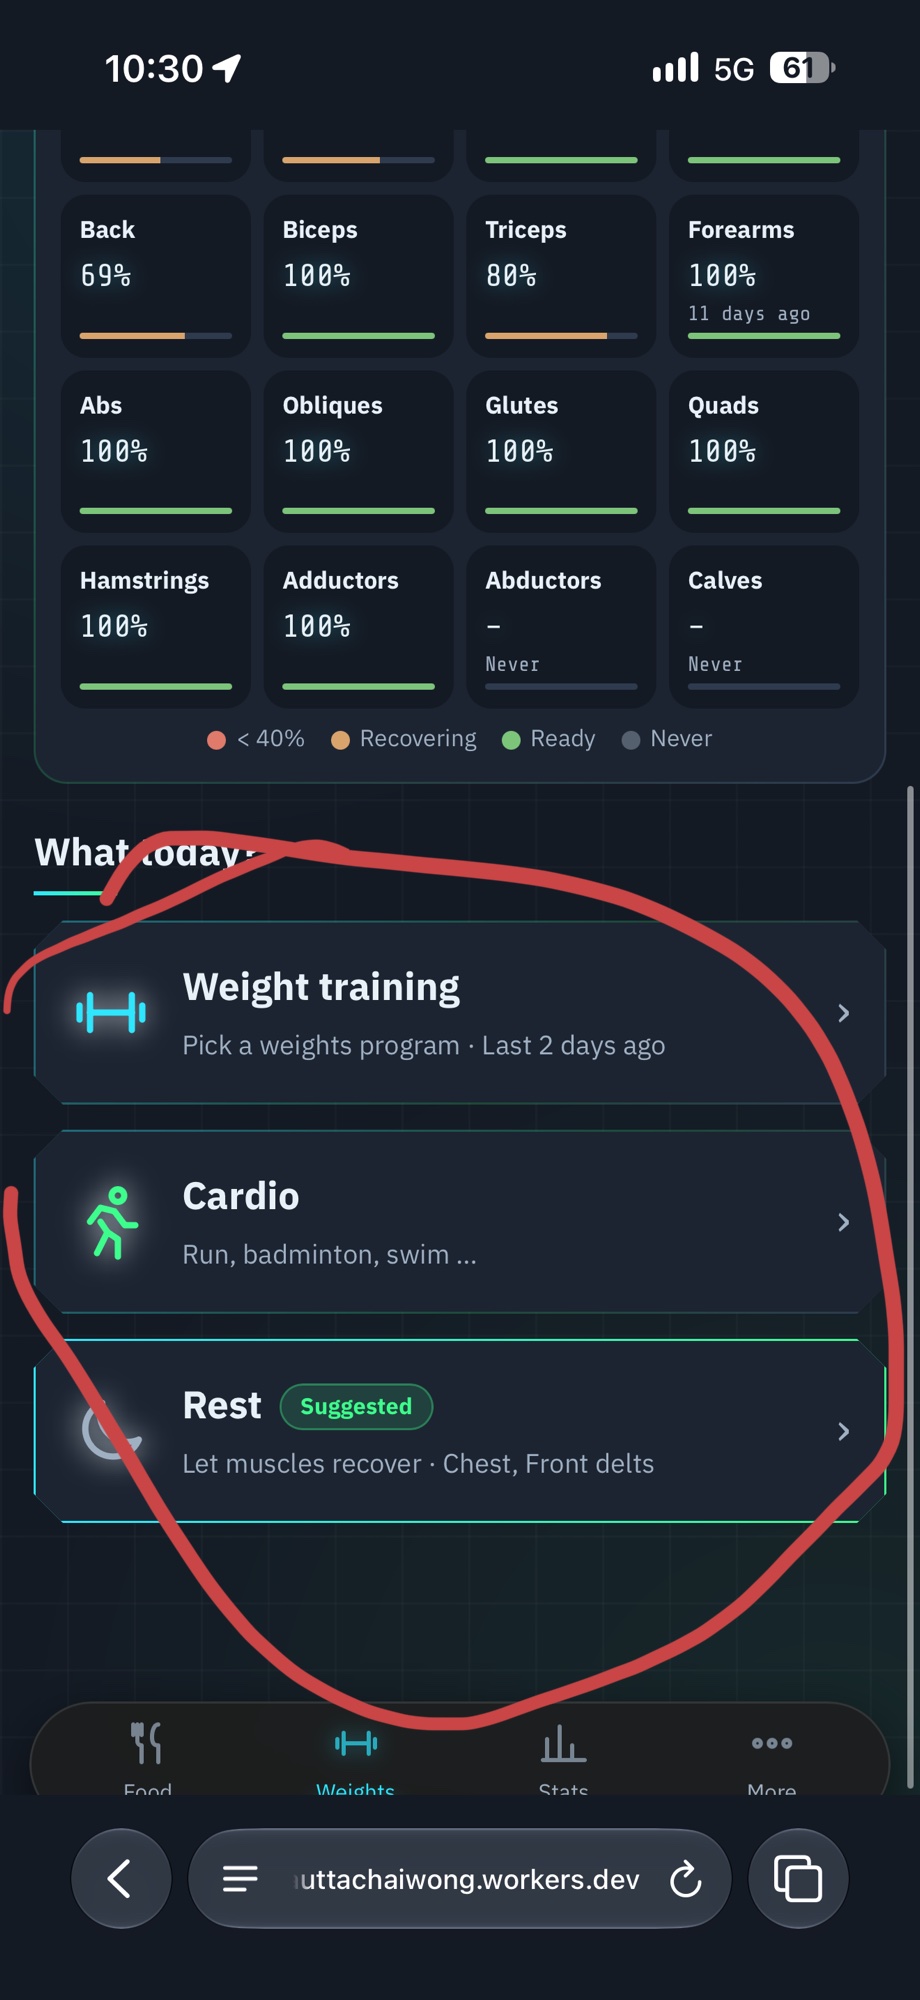 10:30
5G
61
Back
Biceps
Triceps
Forearms
69%
100%
80%
100%
11 days ago
Abs
Obliques
Glutes
Quads
100%
100%
100%
100%
Hamstrings
Adductors
Abductors
Calves
100%
100%
–
–
Never
Never
< 40%
Recovering
Ready
Never
What today?
Weight training
Pick a weights program · Last 2 days ago
Cardio
Run, badminton, swim ...
Rest
Suggested
Let muscles recover · Chest, Front delts
Food
Weights
Stats
More
uttachaiwong.workers.dev